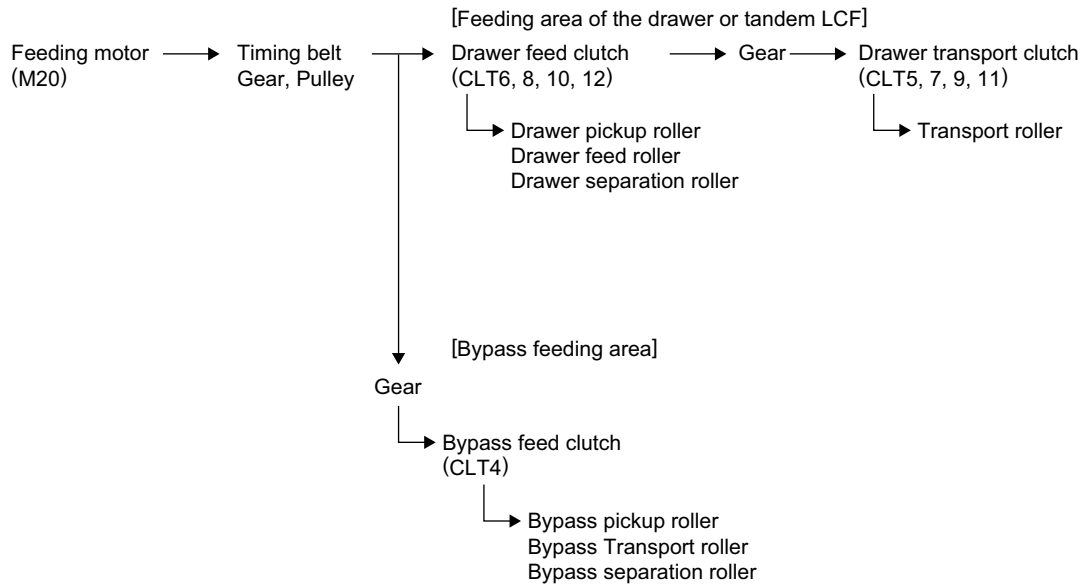 [Feeding area of the drawer or tandem LCF]
Feeding motor
(M20)
Timing belt
Gear, Pulley
Drawer feed clutch
(CLT6, 8, 10, 12)
Gear
Drawer transport clutch
(CLT5, 7, 9, 11)
Drawer pickup roller
Drawer feed roller
Drawer separation roller
Transport roller
[Bypass feeding area]
Gear
Bypass feed clutch
(CLT4)
Bypass pickup roller
Bypass Transport roller
Bypass separation roller